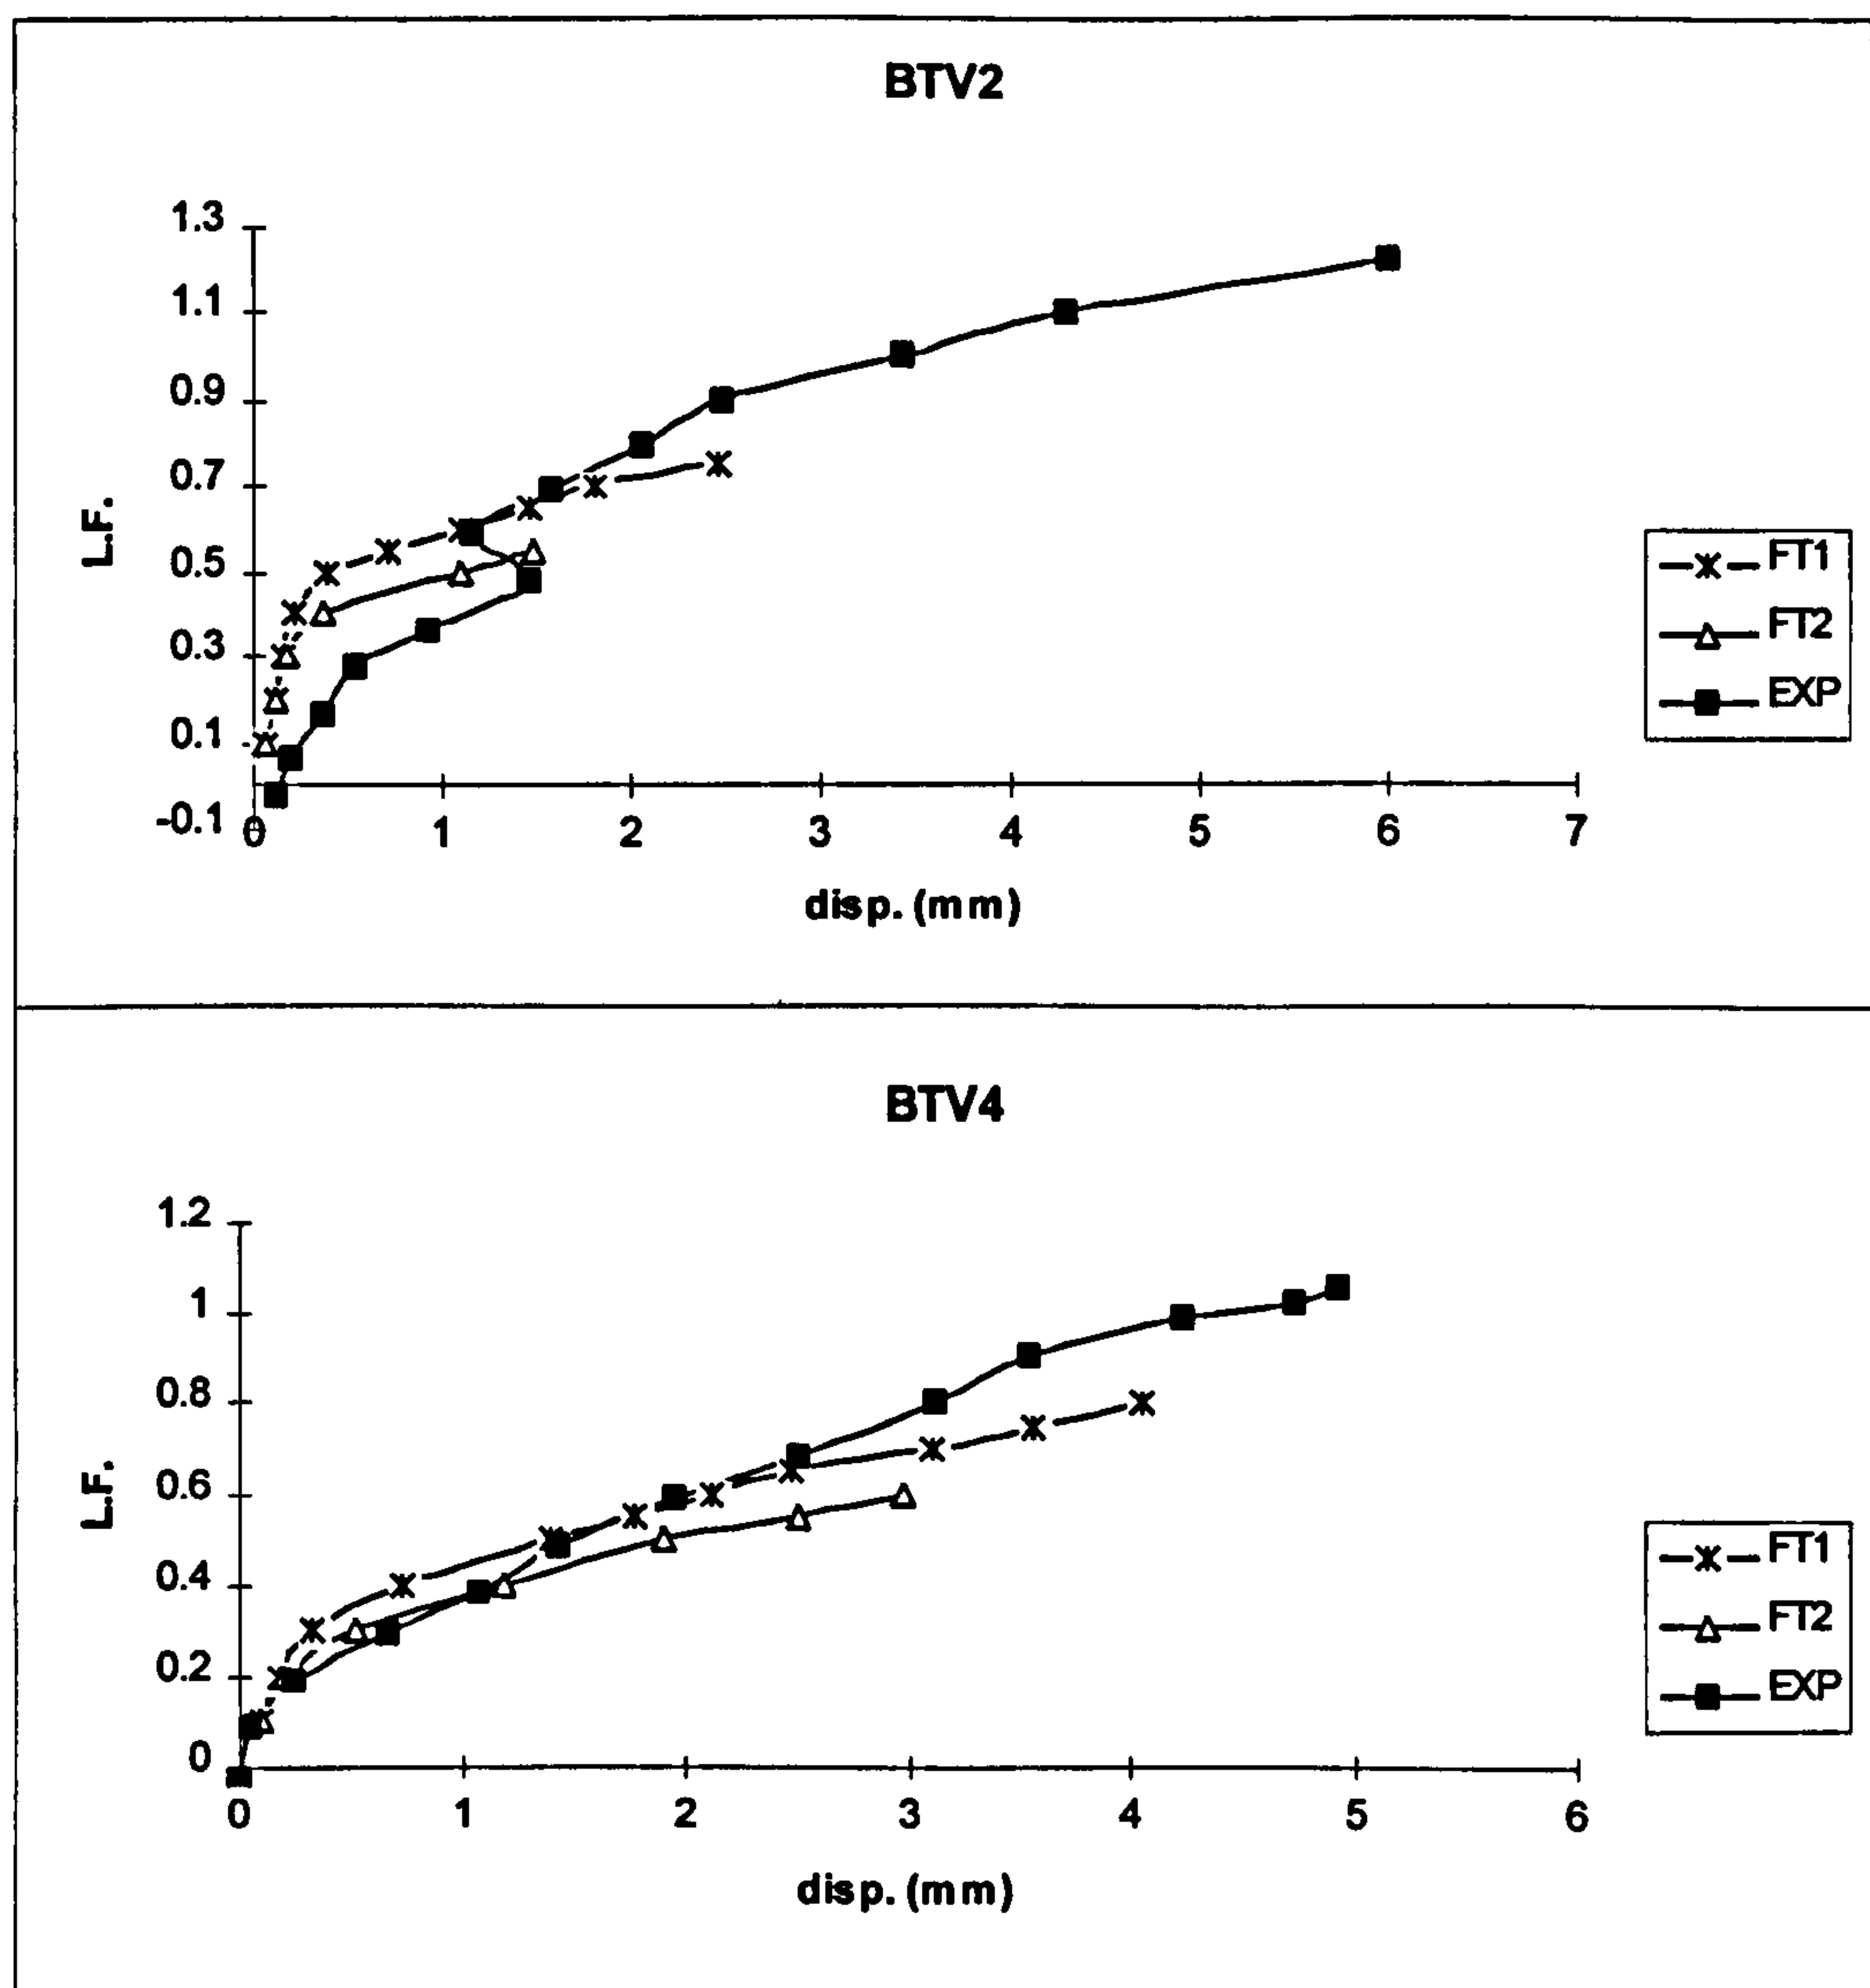 BTV2
1.3
1.1
0.9
0.7
0.5
0.3
0.1
-0.1
L.F.
0 1 2 3 4 5 6 7
disp. (mm)
FT1
FT2
EXP
BTV4
1.2
1
0.8
0.6
0.4
0.2
0
L.F.
0 1 2 3 4 5 6
disp. (mm)
FT1
FT2
EXP